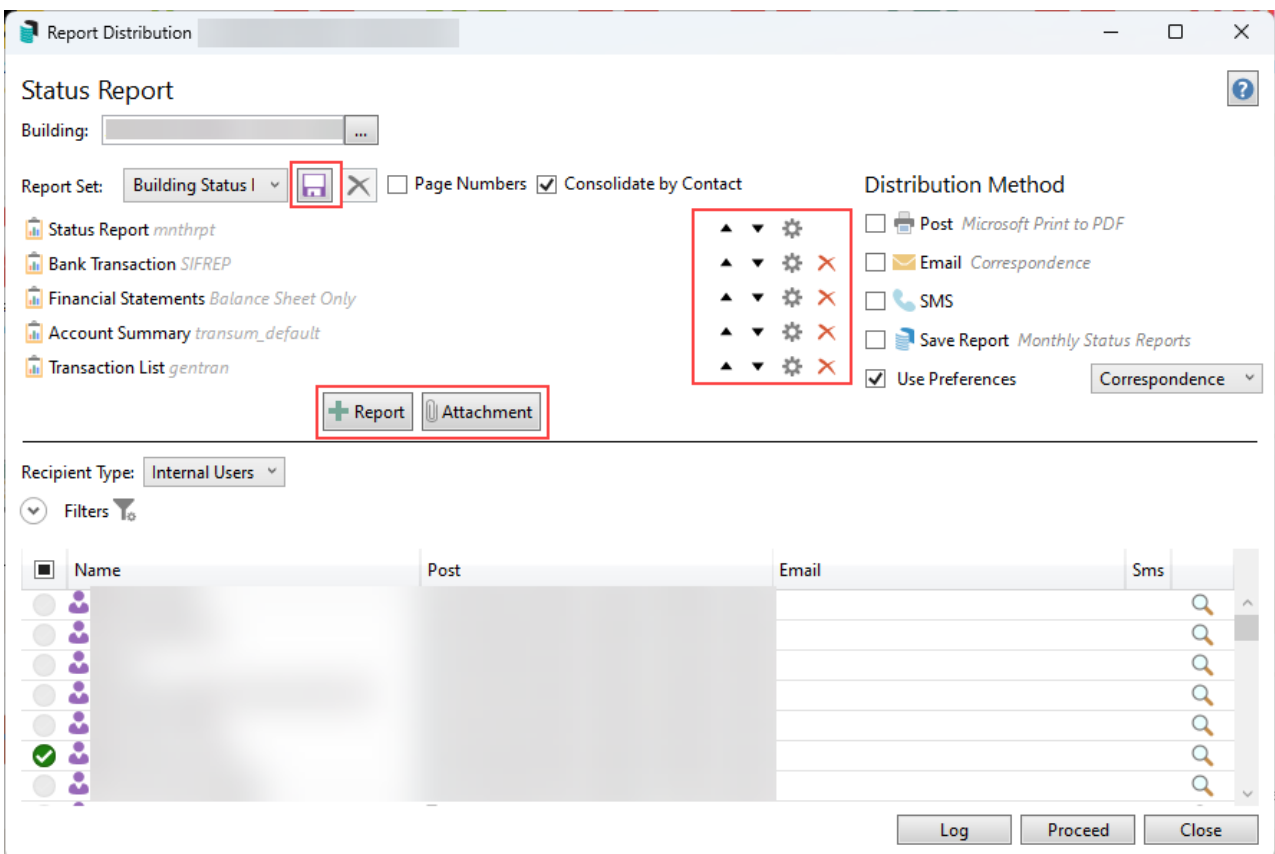 Report Distribution
Status Report
Building: ...
Report Set: Building Status Page Numbers Consolidate by Contact
Distribution Method
Status Report mnthrpt
Bank Transaction SIFREP
Financial Statements Balance Sheet Only
Account Summary transum_default
Transaction List gentran
Post Microsoft Print to PDF
Email Correspondence
SMS
Save Report Monthly Status Reports
Use Preferences Correspondence
Report Attachment
Recipient Type: Internal Users
Filters
Name Post Email Sms
Log Proceed Close